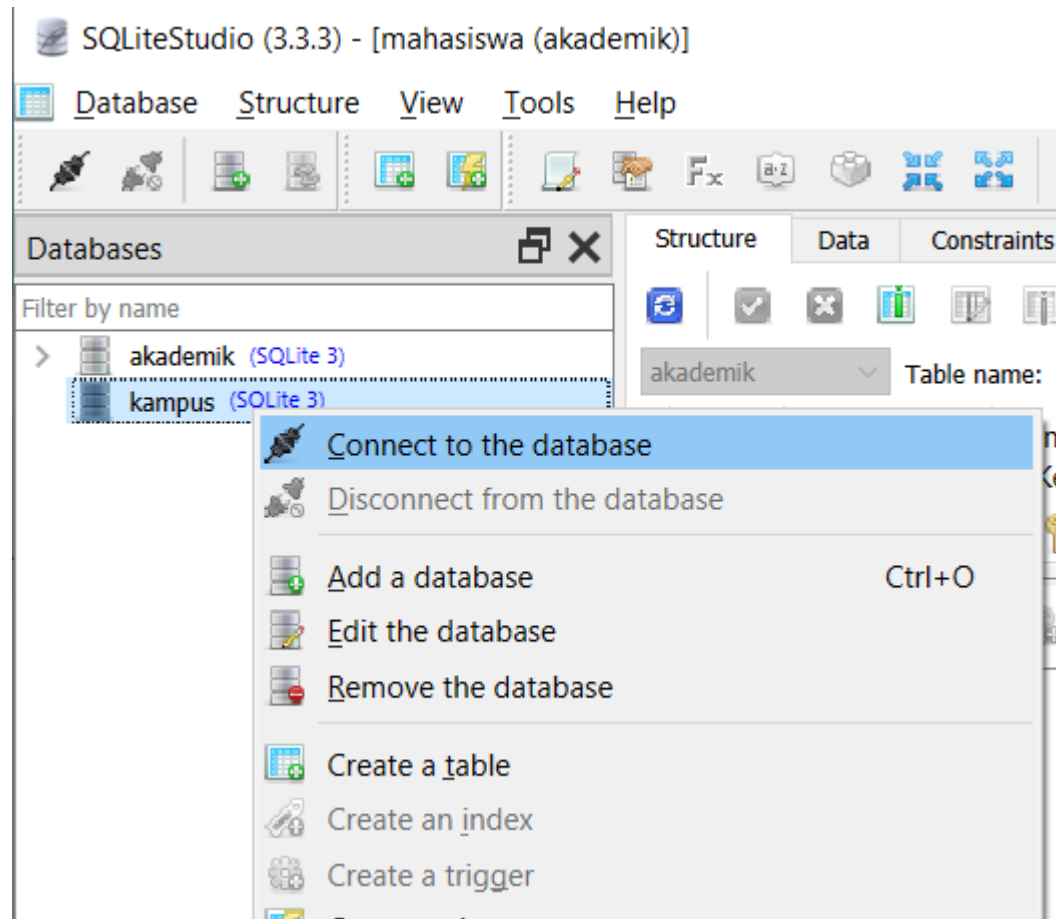 SQLiteStudio (3.3.3) - [mahasiswa (akademik)]
Database Structure View Tools Help
Databases
Structure Data Constraints
Filter by name
akademik (SQLite 3)
akademik Table name:
kampus (SQLite 3)
Connect to the database
Disconnect from the database
Add a database Ctrl+O
Edit the database
Remove the database
Create a table
Create an index
Create a trigger